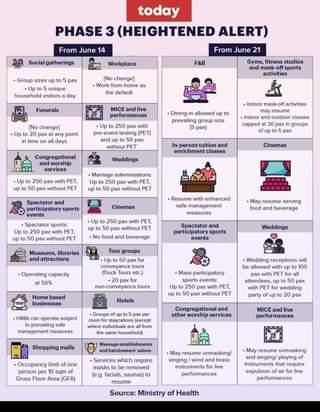 today
PHASE 3 (HEIGHTENED ALERT)
From June 14
Social gatherings
• Group sizes up to 5 pax
• Up to 5 unique
household visitors a day
Workplace
[No change]
• Work-from-home as
the default
Funerals
[No change]
• Up to 20 pax at any point
in time on all days
MICE and live
performances
• Up to 250 pax with
pre-event testing [PET]
and up to 50 pax
without PET
Congregational
and worship
services
• Up to 250 pax with PET,
up to 50 pax without PET
Weddings
• Marriage solemnisations:
Up to 250 pax with PET,
up to 50 pax without PET
Spectator and
participatory sports
events
• Spectator sports:
Up to 250 pax with PET,
up to 50 pax without PET
Cinemas
• Up to 250 pax with PET,
up to 50 pax without PET
• No food and beverage
Museums, libraries
and attractions
• Operating capacity
at 50%
Tour groups
• Up to 50 pax for
conveyance tours
(Duck Tours etc.)
• 20 pax for
non-conveyance tours
Home based
businesses
• HBBs can operate subject
to prevailing safe
management measures
Hotels
• Groups of up to 5 pax per
room for staycations (except
where individuals are all from
the same household)
Shopping malls
• Occupancy limit of one
person per 10 sqm of
Gross Floor Area (GFA)
Massage establishments
and hairdresser/ salons
• Services which require
masks to be removed
(e.g. facials, saunas) to
resume
From June 21
F&B
• Dining-in allowed up to
prevailing group size
(5 pax)
Gyms, fitness studios
and mask-off sports
activities
• Indoor mask-off activities
may resume
• Indoor and outdoor classes
capped at 30 pax in groups
of up to 5 pax
In-person tuition and
enrichment classes
• Resume with enhanced
safe management
measures
Cinemas
• May resume serving
food and beverage
Spectator and
participatory sports
events
• Mass participatory
sports events:
Up to 250 pax with PET,
up to 50 pax without PET
Weddings
• Wedding receptions will
be allowed with up to 100
pax with PET for all
attendees, up to 50 pax
with PET for wedding
party of up to 20 pax
Congregational and
other worship services
• May resume unmasking/
singing / wind and brass
instruments for live
performances
MICE and live
performances
• May resume unmasking
and singing/ playing of
instruments that require
expulsion of air for live
performances
Source: Ministry of Health